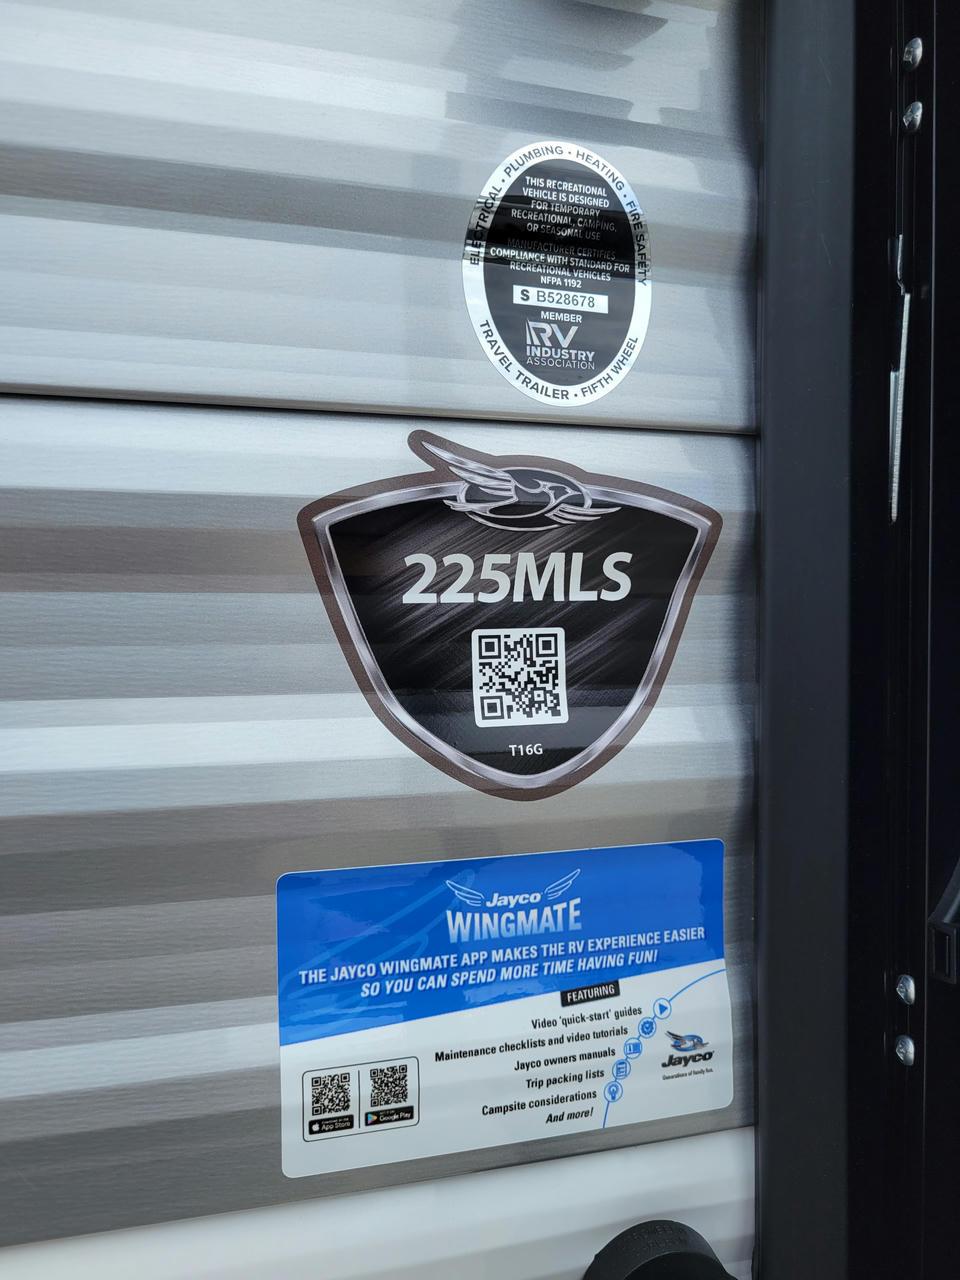 ELECTRICAL • PLUMBING • HEATING • FIRE SAFETY
THIS RECREATIONAL
VEHICLE IS DESIGNED
FOR TEMPORARY
RECREATIONAL, CAMPING,
OR SEASONAL USE
MANUFACTURER CERTIFIES
COMPLIANCE WITH STANDARD FOR
RECREATIONAL VEHICLES
NFPA 1192
S B528678
MEMBER
RV
INDUSTRY
ASSOCIATION
TRAVEL TRAILER • FIFTH WHEEL
225MLS
T16G
Jayco
WINGMATE
THE JAYCO WINGMATE APP MAKES THE RV EXPERIENCE EASIER
SO YOU CAN SPEND MORE TIME HAVING FUN!
FEATURING
Video 'quick-start' guides
Maintenance checklists and video tutorials
Jayco owners manuals
Trip packing lists
Campsite considerations
And more!
Jayco
Generations of family fun.
App Store
Google Play